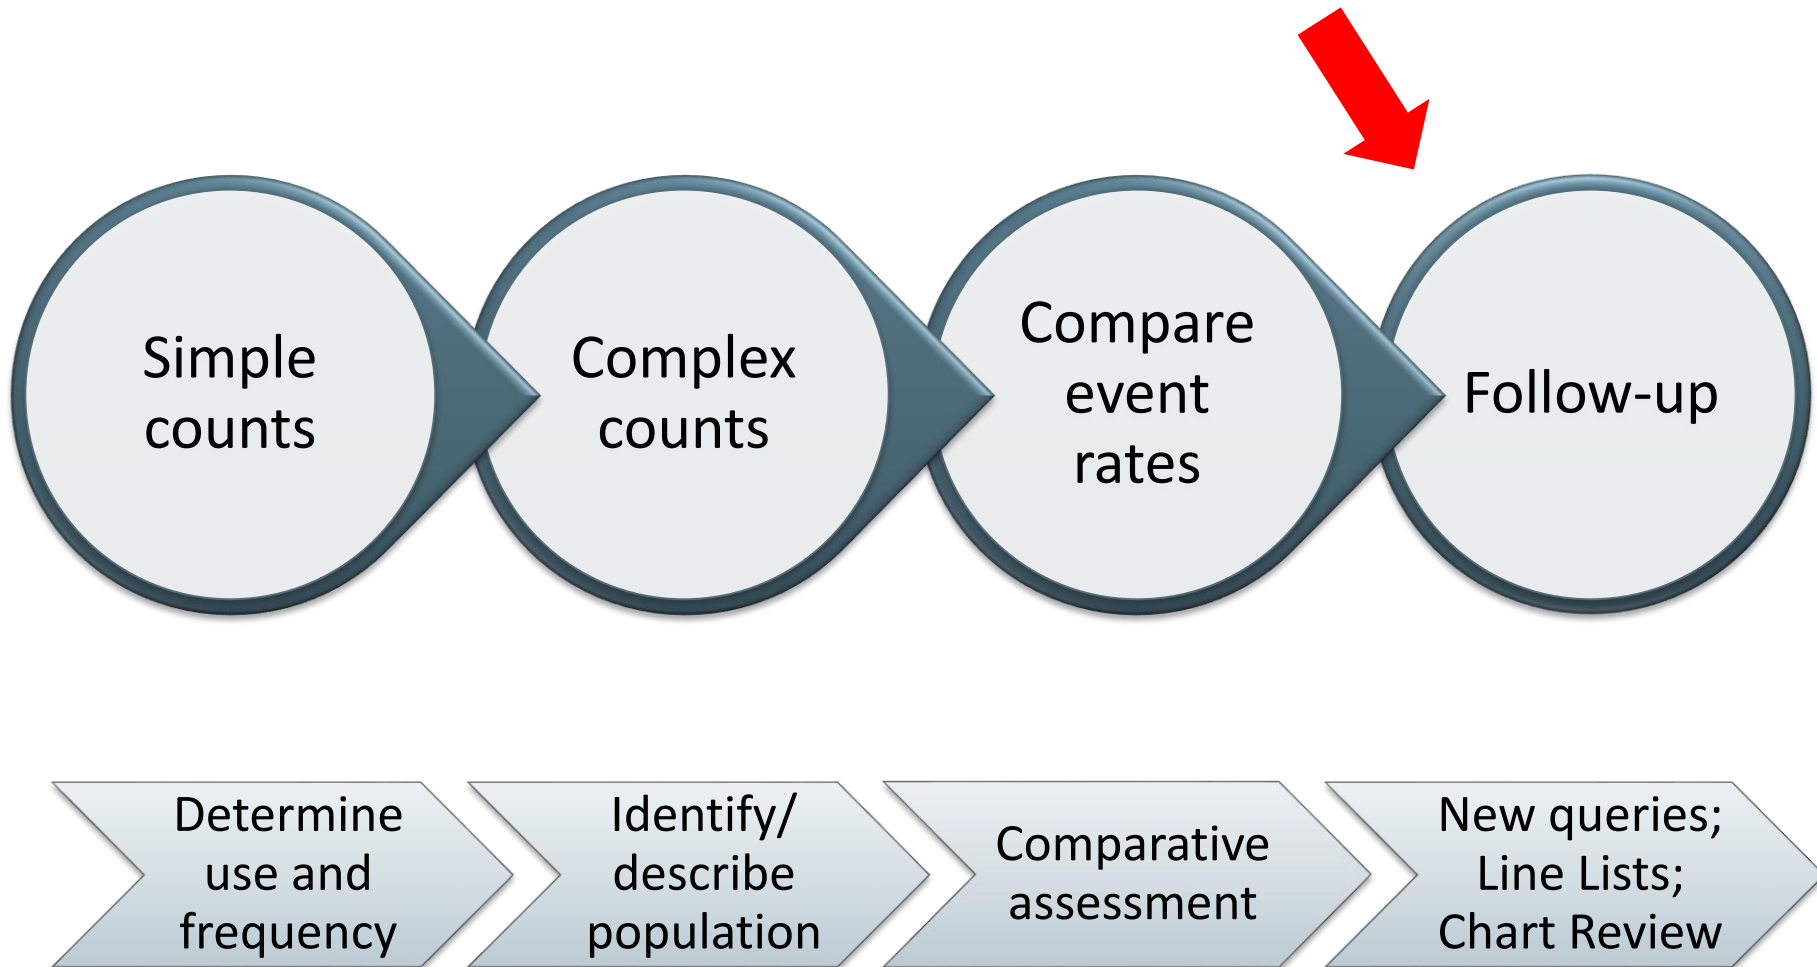 Simple
counts
Complex
counts
Compare
event
rates
Follow-up
Determine
use and
frequency
Identify/
describe
population
Comparative
assessment
New queries;
Line Lists;
Chart Review